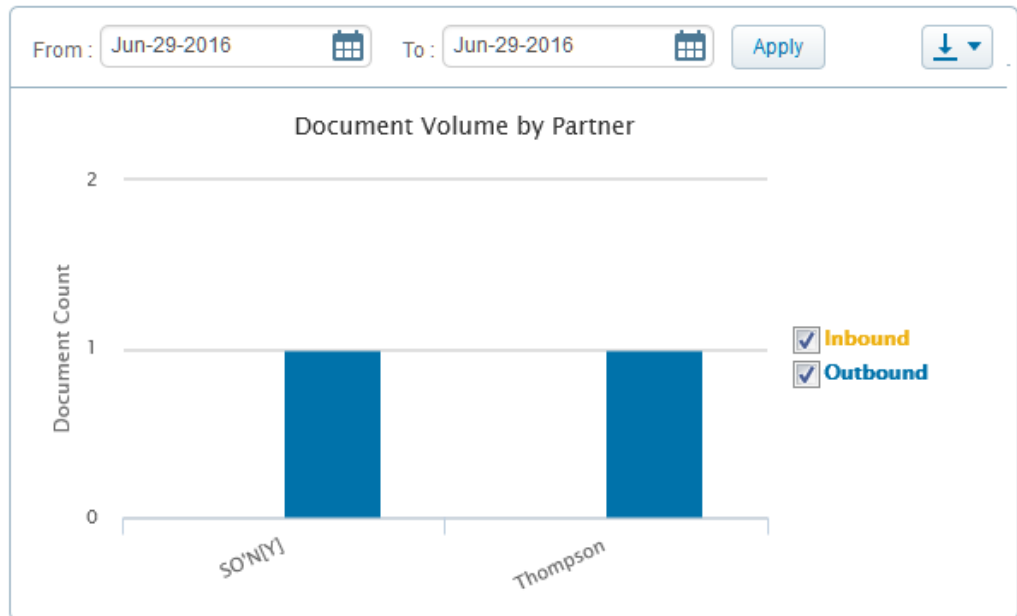 From : Jun-29-2016 To : Jun-29-2016 Apply
Document Volume by Partner
2
1
0
Document Count
Inbound
Outbound
SO'N[Y]
Thompson